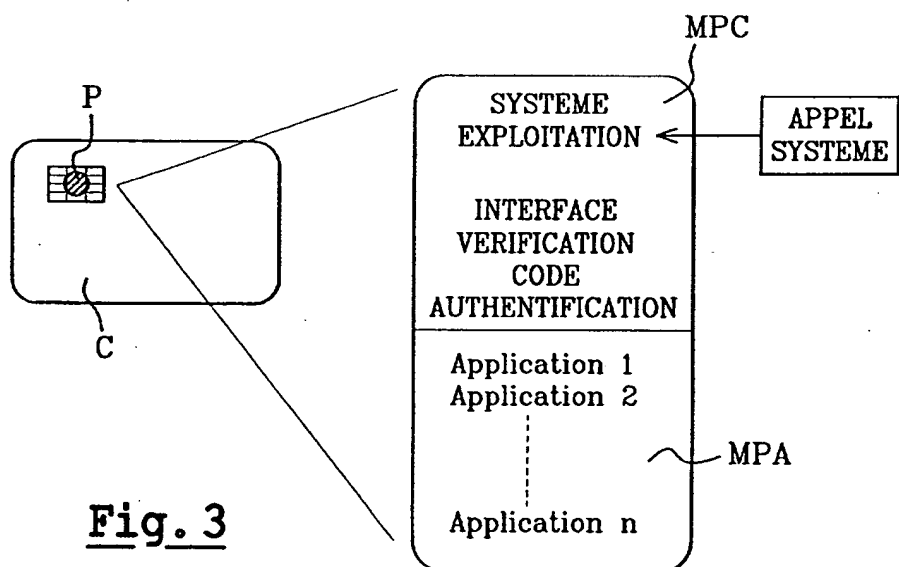 MPC
P
SYSTEME
EXPLOITATION
APPEL
SYSTEME
INTERFACE
VERIFICATION
CODE
AUTHENTIFICATION
C
Application 1
Application 2
MPA
Application n
Fig. 3